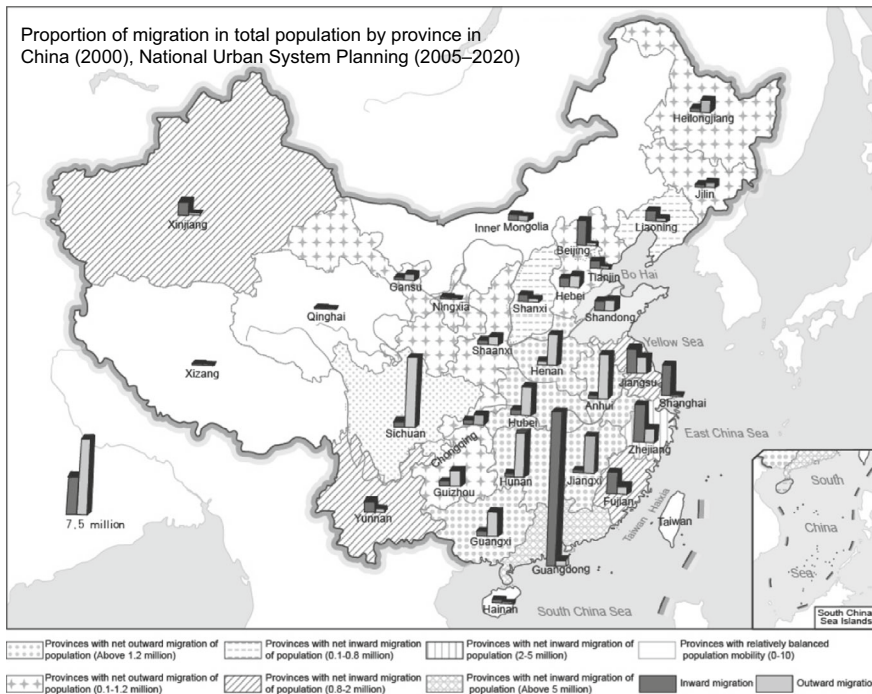 Proportion of migration in total population by province in
China (2000), National Urban System Planning (2005–2020)
Heilongjiang
Jilin
Xinjiang
Inner Mongolia
Liaoning
Beijing
Tianjin
Bo Hai
Gansu
Ningxia
Hebei
Shanxi
Shandong
Qinghai
Shaanxi
Yellow Sea
Xizang
Henan
Jiangsu
Anhui
Shanghai
Hubei
Sichuan
East China Sea
Chongqing
Zhejiang
Hunan
Jiangxi
Guizhou
South
Fujian
Yunnan
Taiwan Haixia
Taiwan
7.5 million
China
Guangxi
Guangdong
Sea
Hainan
South China Sea
South China
Sea Islands
Provinces with net outward migration of
population (Above 1.2 million)
Provinces with net inward migration
of population (0.1-0.8 million)
Provinces with net inward migration of
population (2-5 million)
Provinces with relatively balanced
population mobility (0-10)
Provinces with net outward migration of
population (0.1-1.2 million)
Provinces with net inward migration
of population (0.8-2 million)
Provinces with net inward migration of
population (Above 5 million)
Inward migration
Outward migration